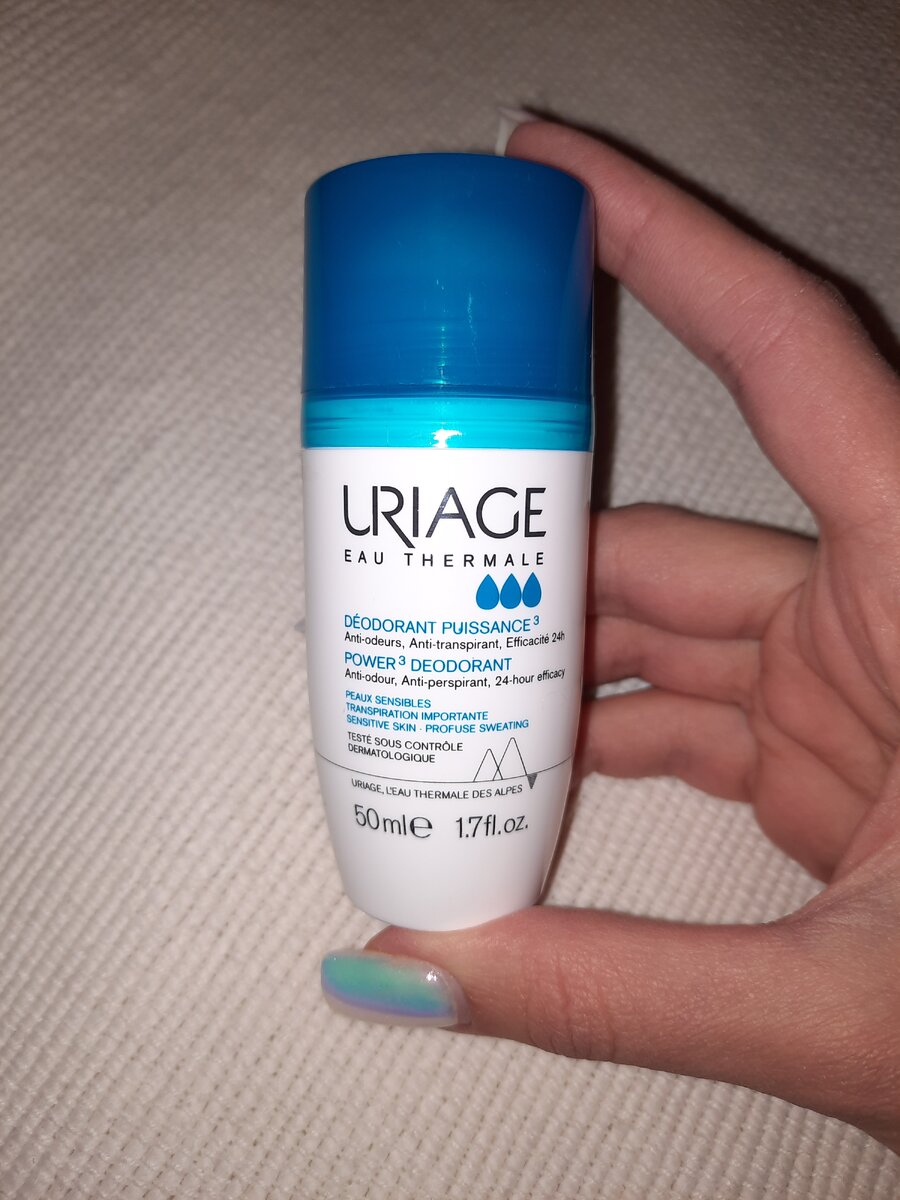 URIAGE
EAU THERMALE
DÉODORANT PUISSANCE³
Anti-odeurs, Anti-transpirant, Efficacité 24h
POWER³ DEODORANT
Anti-odour, Anti-perspirant, 24-hour efficacy
PEAUX SENSIBLES
TRANSPIRATION IMPORTANTE
SENSITIVE SKIN - PROFUSE SWEATING
TESTÉ SOUS CONTRÔLE
DERMATOLOGIQUE
URIAGE, L'EAU THERMALE DES ALPES
50 ml℮ 1.7fl.oz.